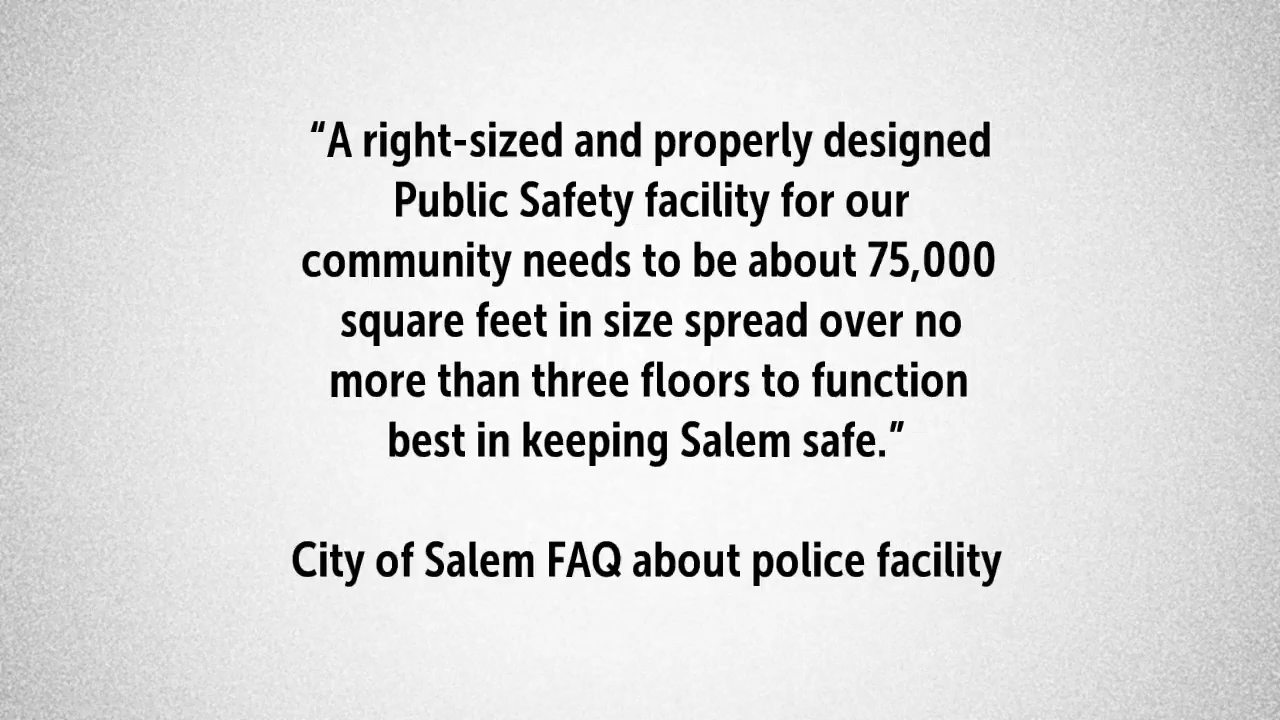 “A right-sized and properly designed
Public Safety facility for our
community needs to be about 75,000
square feet in size spread over no
more than three floors to function
best in keeping Salem safe.”
City of Salem FAQ about police facility